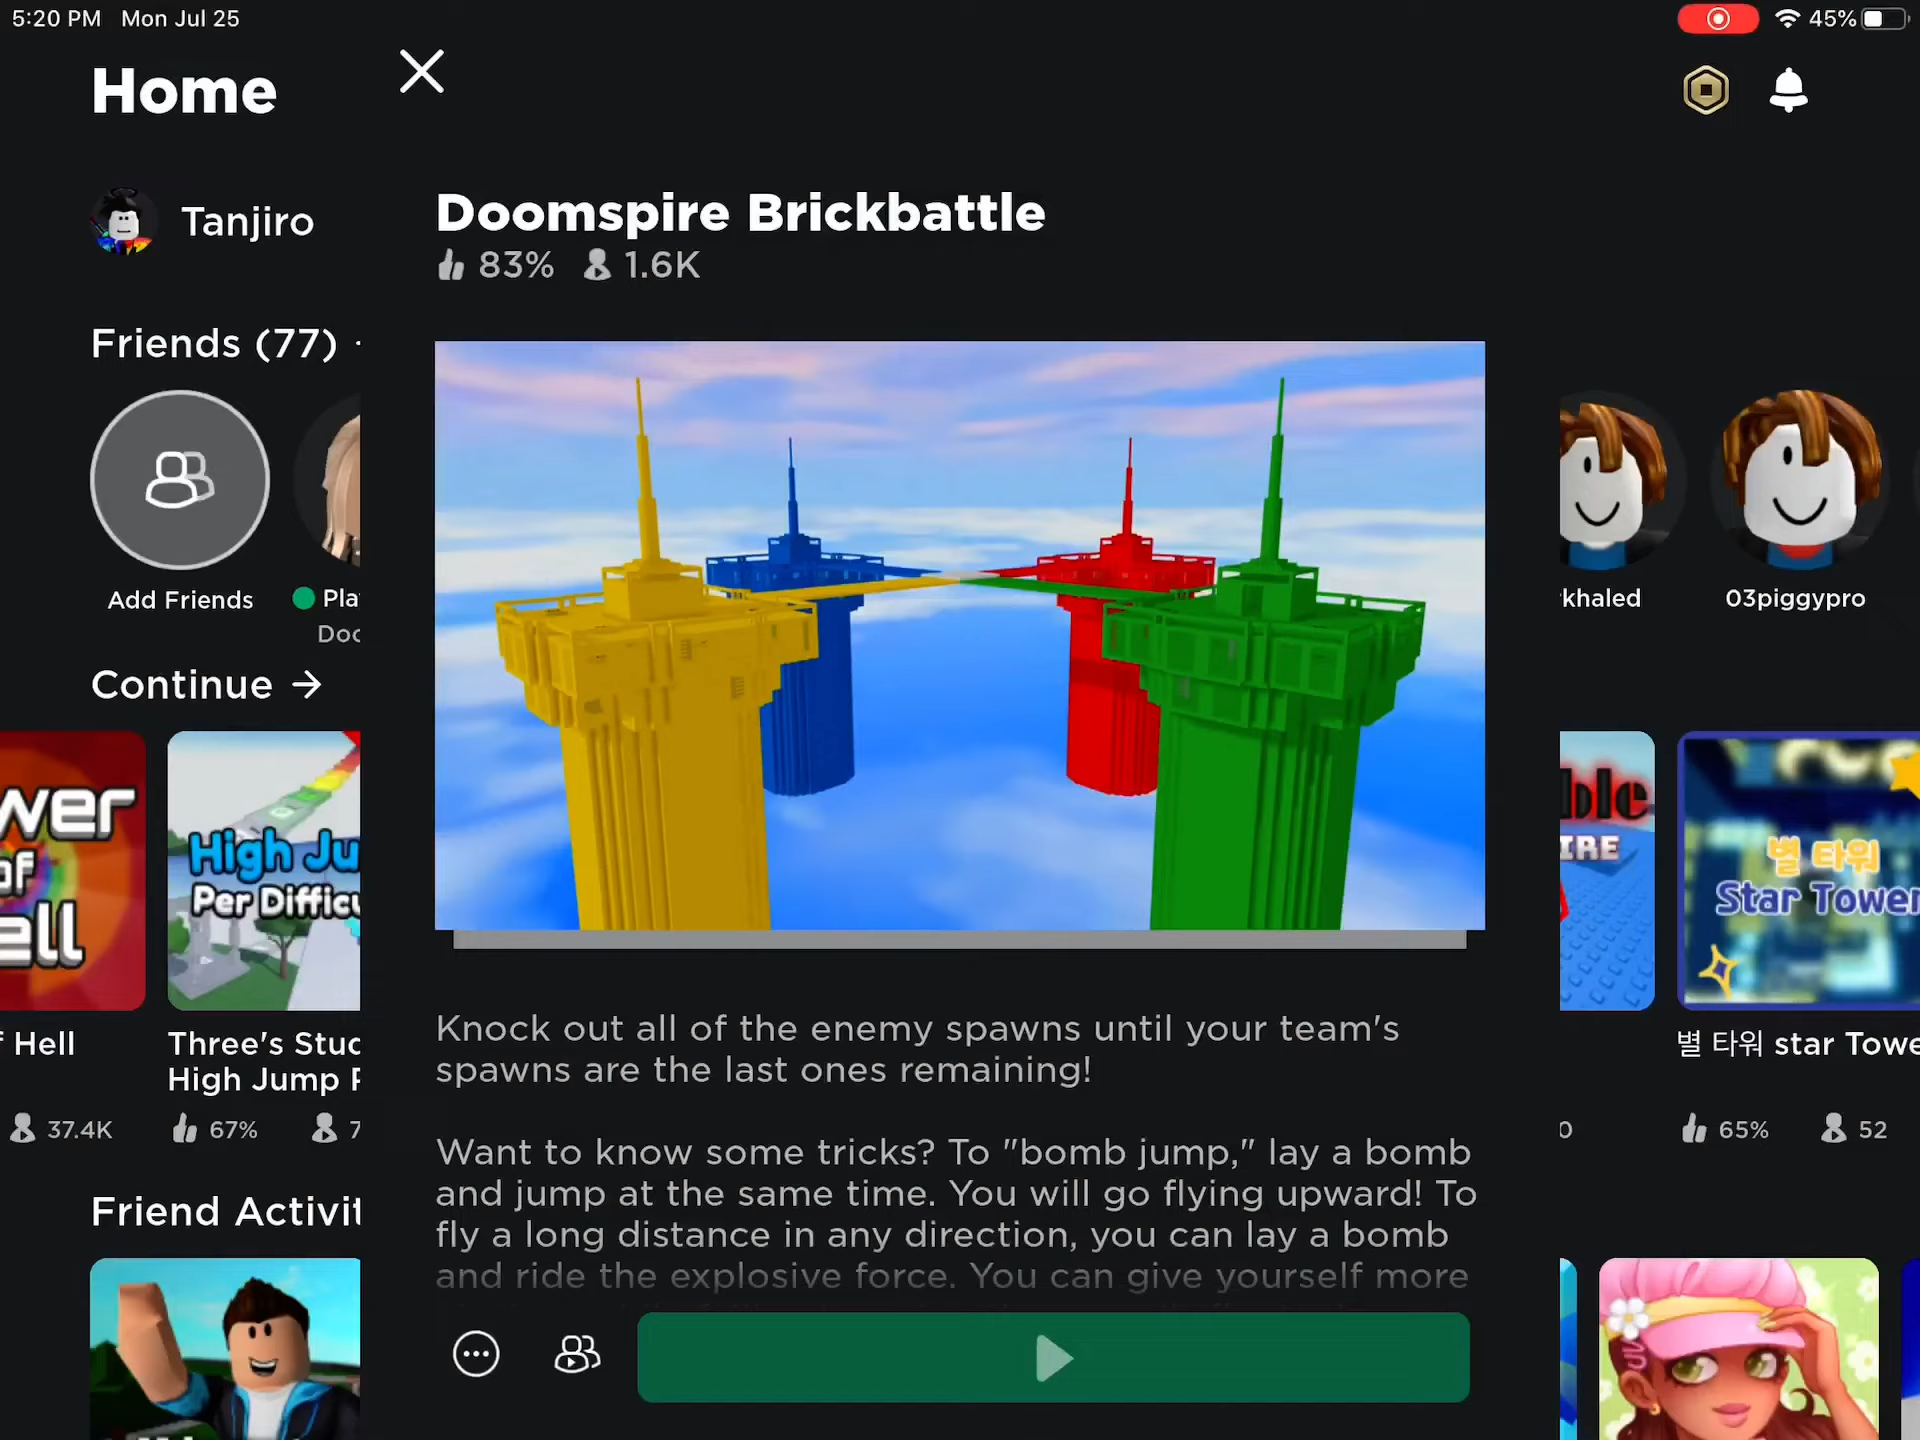 5:20 PM Mon Jul 25
45%
Home
Tanjiro
Doomspire Brickbattle
83% 1.6K
Friends (77)
Add Friends
khaled
03piggypro
Continue →
of
High Ju
Per Difficu
별 타워
Star Tower
f Hell
Three's Stud
High Jump P
별 타워 star Towe
37.4K
67%
7
65%
52
Knock out all of the enemy spawns until your team's
spawns are the last ones remaining!
Want to know some tricks? To "bomb jump," lay a bomb
and jump at the same time. You will go flying upward! To
fly a long distance in any direction, you can lay a bomb
and ride the explosive force. You can give yourself more
Friend Activit